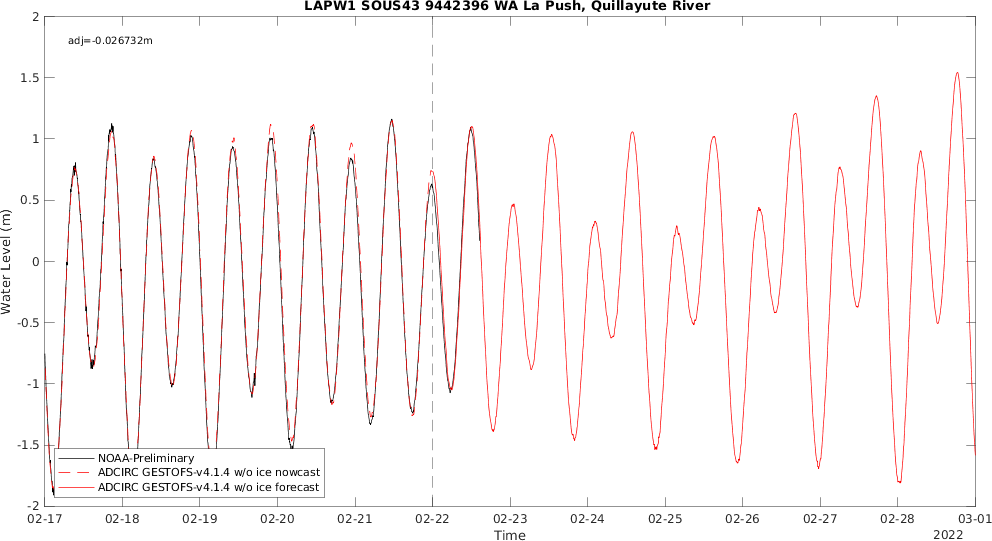 LAPW1 SOUS43 9442396 WA La Push, Quillayute River
adj=-0.026732m
Water Level (m)
2
1.5
1
0.5
0
-0.5
-1
-1.5
-2
NOAA-Preliminary
ADCIRC GESTOFS-v4.1.4 w/o ice nowcast
ADCIRC GESTOFS-v4.1.4 w/o ice forecast
02-17 02-18 02-19 02-20 02-21 02-22 02-23 02-24 02-25 02-26 02-27 02-28 03-01
Time
2022